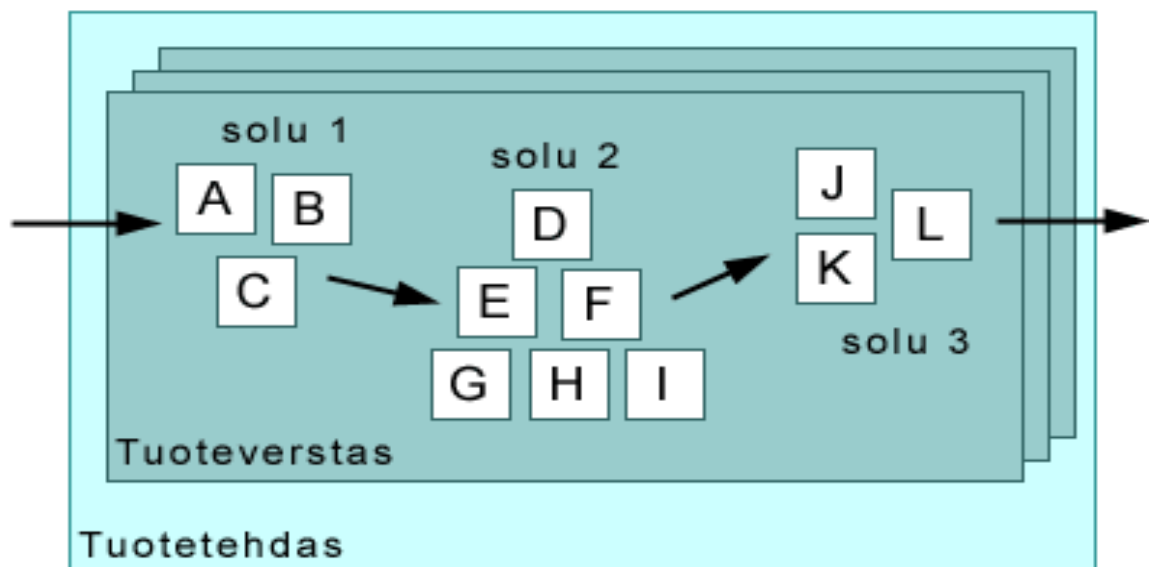 solu 1
A
B
C
solu 2
D
E
F
G
H
I
J
K
L
solu 3
Tuoteverstas
Tuotetehdas